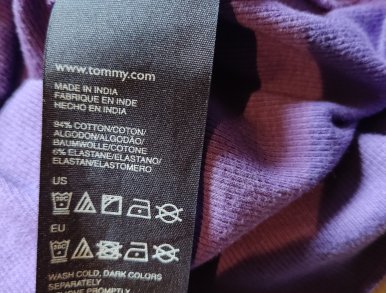 www.tommy.com
MADE IN INDIA
FABRIQUE EN INDE
HECHO EN INDIA
94% COTTON/COTON/
ALGODON/ALGODÃO/
BAUMWOLLE/COTONE
6% ELASTANE/ELASTANO/
ELASTAN/ELASTOMERO
US
EU
WASH COLD, DARK COLORS
SEPARATELY
PROMPTLY